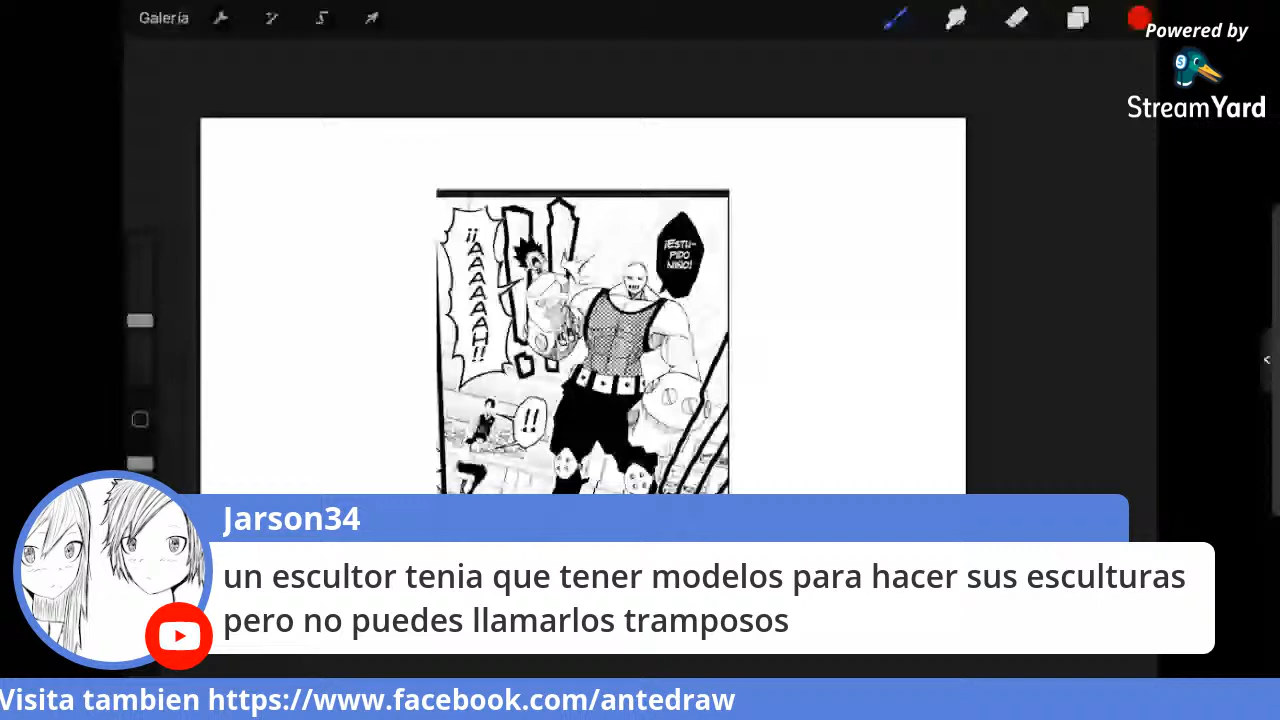 Galería
Powered by
StreamYard
¡¡AAAAAAH!!
¡ESTU-
PIDO
NIÑO!
!!
Jarson34
un escultor tenia que tener modelos para hacer sus esculturas
pero no puedes llamarlos tramposos
Visita tambien https://www.facebook.com/antedraw